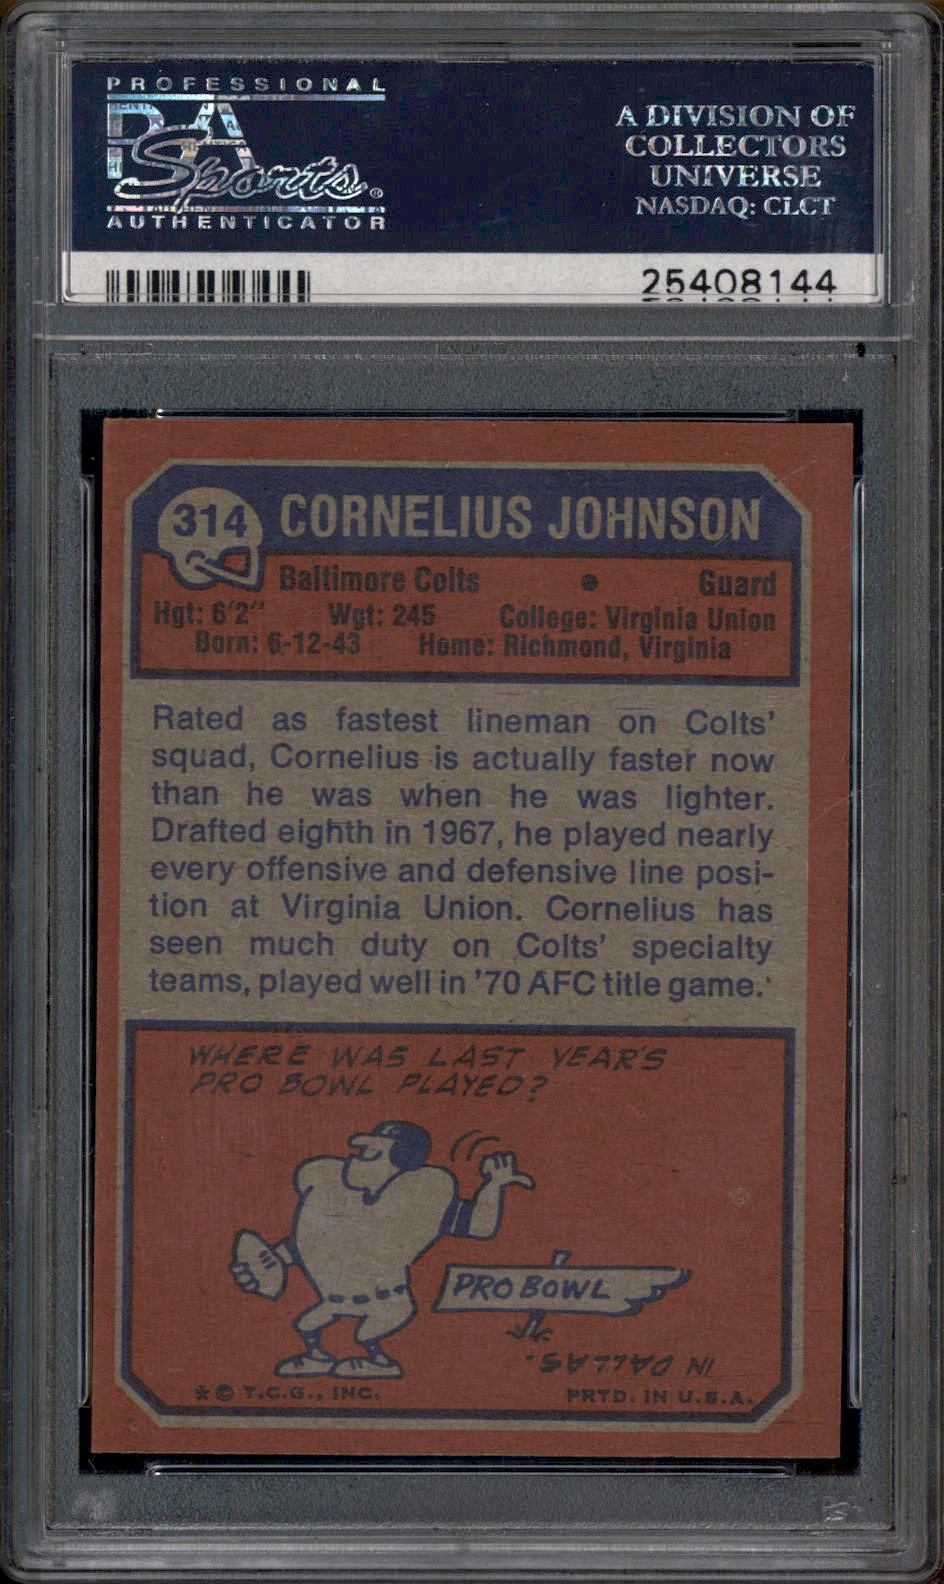 PROFESSIONAL
PSA
Sports®
AUTHENTICATOR
A DIVISION OF
COLLECTORS
UNIVERSE
NASDAQ: CLCT
25408144
314 CORNELIUS JOHNSON
Baltimore Colts ● Guard
Hgt: 6'2" Wgt: 245 College: Virginia Union
Born: 6-12-43 Home: Richmond, Virginia
Rated as fastest lineman on Colts'
squad, Cornelius is actually faster now
than he was when he was lighter.
Drafted eighth in 1967, he played nearly
every offensive and defensive line posi-
tion at Virginia Union. Cornelius has
seen much duty on Colts' specialty
teams, played well in '70 AFC title game.
WHERE WAS LAST YEAR'S
PRO BOWL PLAYED?
PRO BOWL
IN DALLAS.
* © T.C.G., INC. PRTD. IN U.S.A.